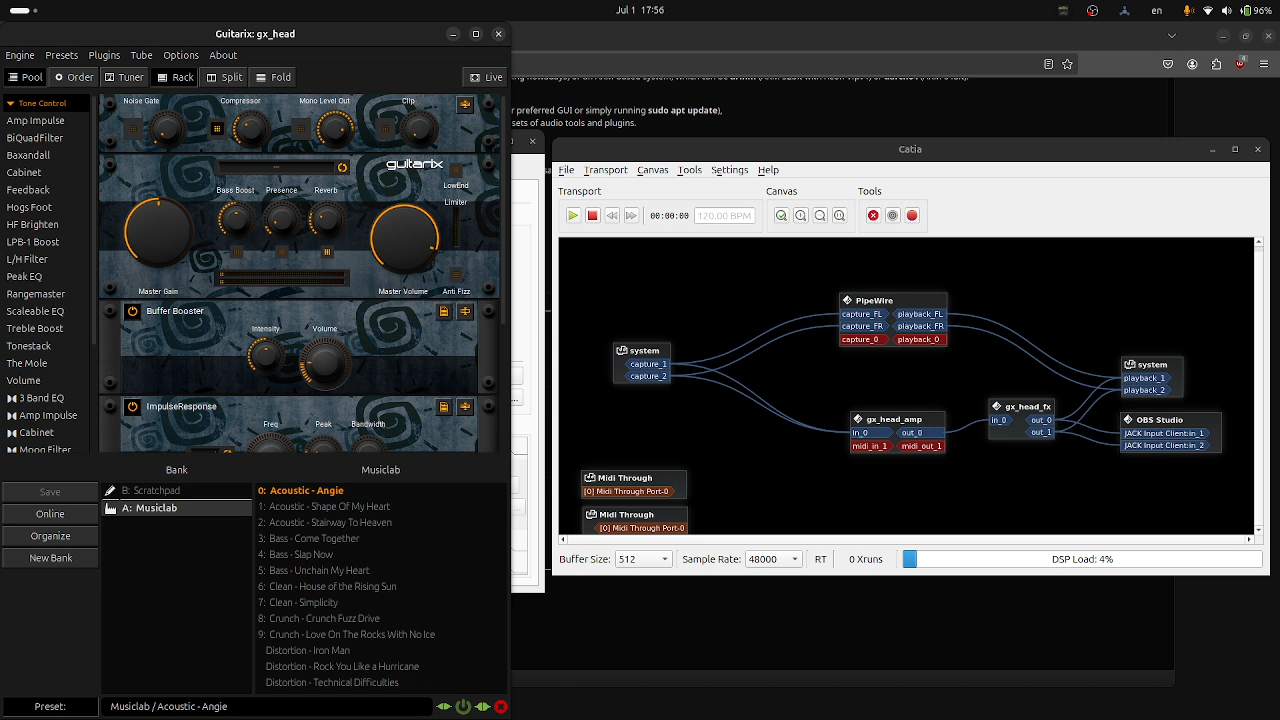 Jul 1 17:56
en
96%
Guitarix: gx_head
Engine Presets Plugins Tube Options About
Pool Order Tuner Rack Split Fold Live
Tone Control
Amp Impulse
BiQuadFilter
Baxandall
Cabinet
Feedback
Hogs Foot
HF Brighten
LPB-1 Boost
L/H Filter
Peak EQ
Rangemaster
Scaleable EQ
Treble Boost
Tonestack
The Mole
Volume
3 Band EQ
Amp Impulse
Cabinet
Noise Gate Compressor Mono Level Out Clip
guitarix
Bass Boost Presence Reverb
LowEnd
Limiter
Master Gain Master Volume Anti Fizz
Buffer Booster
Intensity Volume
ImpulseResponse
Freq Peak Bandwidth
Bank Musiclab
Save
Online
Organize
New Bank
B: Scratchpad
A: Musiclab
0: Acoustic - Angie
1: Acoustic - Shape Of My Heart
2: Acoustic - Stairway To Heaven
3: Bass - Come Together
4: Bass - Slap Now
5: Bass - Unchain My Heart
6: Clean - House of the Rising Sun
7: Clean - Simplicity
8: Crunch - Crunch Fuzz Drive
9: Crunch - Love On The Rocks With No Ice
Distortion - Iron Man
Distortion - Rock You Like a Hurricane
Distortion - Technical Difficulties
Preset: Musiclab / Acoustic - Angie
r preferred GUI or simply running sudo apt update),
sets of audio tools and plugins.
Catia
File Transport Canvas Tools Settings Help
Transport Canvas Tools
00:00:00 120.00 BPM
PipeWire
capture_FL playback_FL
capture_FR playback_FR
capture_0 playback_0
system
capture_1
capture_2
system
playback_1
playback_2
gx_head_amp
in_0 out_0
midi_in_1 midi_out_1
gx_head_fx
in_0 out_0
out_1
OBS Studio
JACK Input Client:in_1
JACK Input Client:in_2
Midi Through
[0] Midi Through Port-0
Midi Through
[0] Midi Through Port-0
Buffer Size: 512 Sample Rate: 48000 RT 0 Xruns DSP Load: 4%